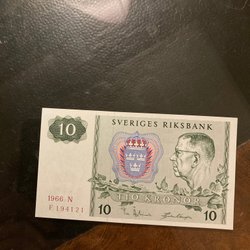 SVERIGES RIKSBANK
10
1966 N
E 194121
TIO KRONOR
10
10